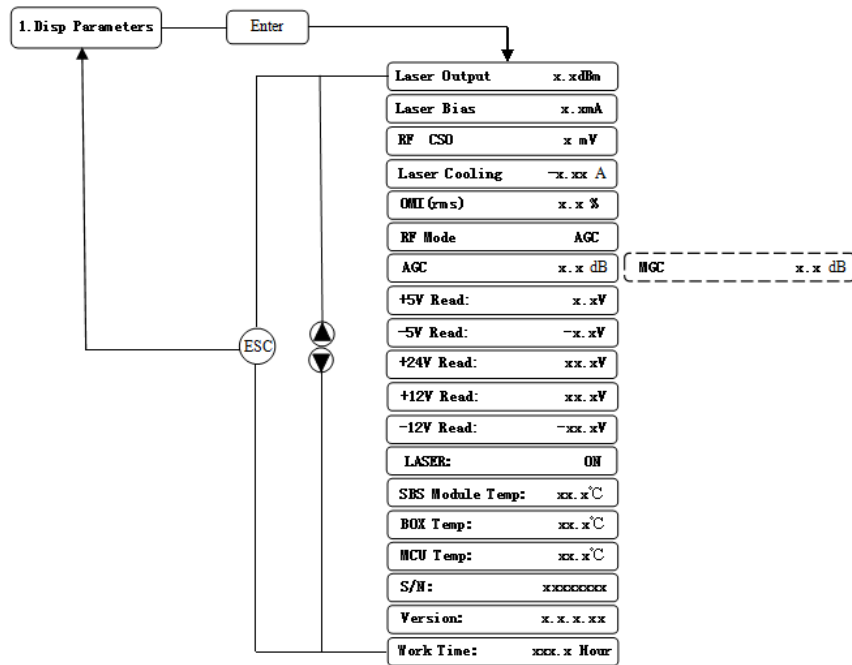 1.Disp Parameters
Enter
Laser Output x.xdBm
Laser Bias x.xmA
RF CSO x mV
Laser Cooling -x.xx A
OMI(rms) x.x %
RF Mode AGC
AGC x.x dB
MGC x.x dB
+5V Read: x.xV
-5V Read: -x.xV
ESC
+24V Read: xx.xV
+12V Read: xx.xV
-12V Read: -xx.xV
LASER: ON
SBS Module Temp: xx.x℃
BOX Temp: xx.x℃
MCU Temp: xx.x℃
S/N: xxxxxxxx
Version: x.x.x.xx
Work Time: xxx.x Hour